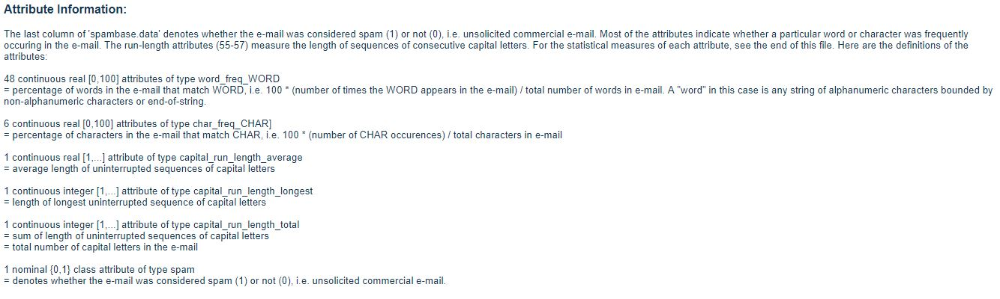 Attribute Information:
The last column of 'spambase.data' denotes whether the e-mail was considered spam (1) or not (0), i.e. unsolicited commercial e-mail. Most of the attributes indicate whether a particular word or character was frequently
occuring in the e-mail. The run-length attributes (55-57) measure the length of sequences of consecutive capital letters. For the statistical measures of each attribute, see the end of this file. Here are the definitions of the
attributes:
48 continuous real [0,100] attributes of type word_freq_WORD
= percentage of words in the e-mail that match WORD, i.e. 100 * (number of times the WORD appears in the e-mail) / total number of words in e-mail. A "word" in this case is any string of alphanumeric characters bounded by
non-alphanumeric characters or end-of-string.
6 continuous real [0,100] attributes of type char_freq_CHAR]
= percentage of characters in the e-mail that match CHAR, i.e. 100 * (number of CHAR occurences) / total characters in e-mail
1 continuous real [1,...] attribute of type capital_run_length_average
= average length of uninterrupted sequences of capital letters
1 continuous integer [1,...] attribute of type capital_run_length_longest
= length of longest uninterrupted sequence of capital letters
1 continuous integer [1,...] attribute of type capital_run_length_total
= sum of length of uninterrupted sequences of capital letters
= total number of capital letters in the e-mail
1 nominal {0,1} class attribute of type spam
= denotes whether the e-mail was considered spam (1) or not (0), i.e. unsolicited commercial e-mail.